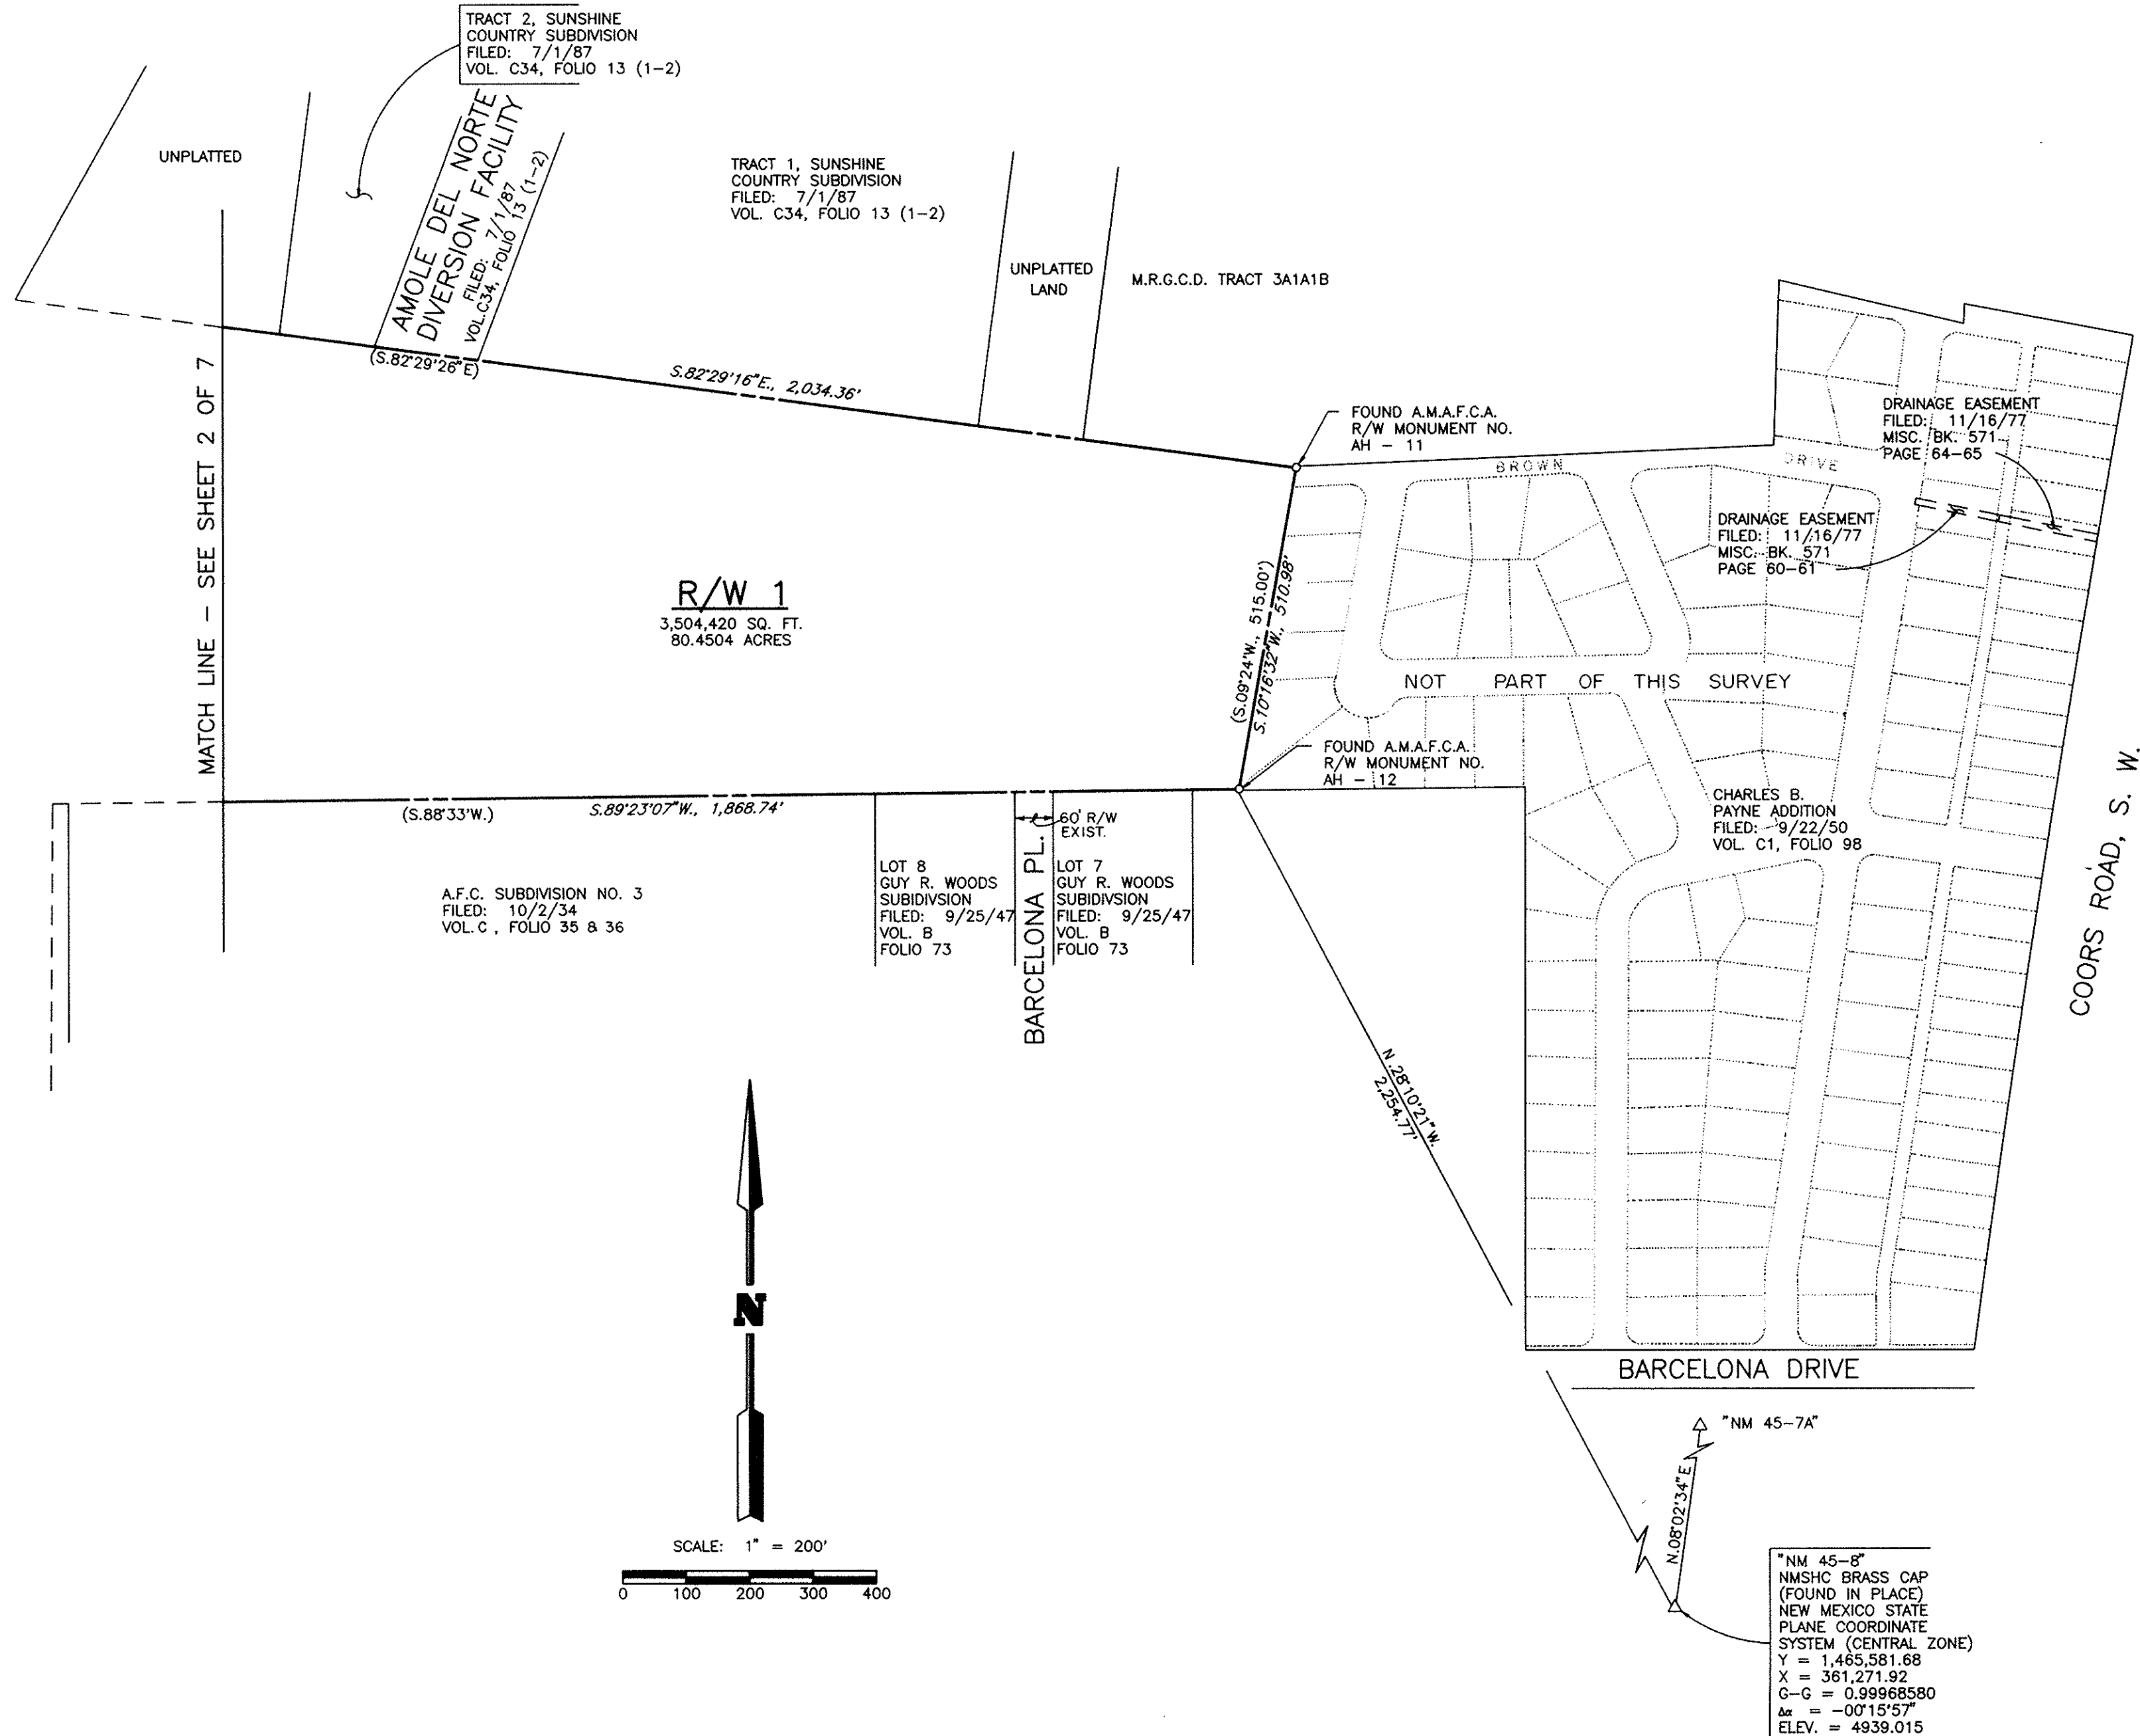 TRACT 2, SUNSHINE
COUNTRY SUBDIVISION
FILED: 7/1/87
VOL. C34, FOLIO 13 (1-2)
UNPLATTED
AMOLE DEL NORTE
DIVERSION FACILITY
FILED: 7/1/87
VOL.C34, FOLIO 13 (1-2)
TRACT 1, SUNSHINE
COUNTRY SUBDIVISION
FILED: 7/1/87
VOL. C34, FOLIO 13 (1-2)
UNPLATTED
LAND
M.R.G.C.D. TRACT 3A1A1B
(S.82°29'26"E)
S.82°29'16"E., 2,034.36'
MATCH LINE - SEE SHEET 2 OF 7
FOUND A.M.A.F.C.A.
R/W MONUMENT NO.
AH - 11
BROWN DRIVE
DRAINAGE EASEMENT
FILED: 11/16/77
MISC. BK. 571
PAGE 64-65
DRAINAGE EASEMENT
FILED: 11/16/77
MISC. BK. 571
PAGE 60-61
R/W 1
3,504,420 SQ. FT.
80.4504 ACRES
(S.09°24'W., 515.00')
S.10°16'32"W., 510.98'
NOT PART OF THIS SURVEY
FOUND A.M.A.F.C.A.
R/W MONUMENT NO.
AH - 12
(S.88°33'W.)
S.89°23'07"W., 1,868.74'
60' R/W
EXIST.
CHARLES B.
PAYNE ADDITION
FILED: 9/22/50
VOL. C1, FOLIO 98
COORS ROAD, S. W.
A.F.C. SUBDIVISION NO. 3
FILED: 10/2/34
VOL. C , FOLIO 35 & 36
LOT 8
GUY R. WOODS
SUBIDIVSION
FILED: 9/25/47
VOL. B
FOLIO 73
BARCELONA PL.
LOT 7
GUY R. WOODS
SUBIDIVSION
FILED: 9/25/47
VOL. B
FOLIO 73
N.28°10'21"W.
2,254.77'
N
BARCELONA DRIVE
"NM 45-7A"
N.08°02'34"E
SCALE: 1" = 200'
0 100 200 300 400
"NM 45-8"
NMSHC BRASS CAP
(FOUND IN PLACE)
NEW MEXICO STATE
PLANE COORDINATE
SYSTEM (CENTRAL ZONE)
Y = 1,465,581.68
X = 361,271.92
G-G = 0.99968580
Δα = -00°15'57"
ELEV. = 4939.015